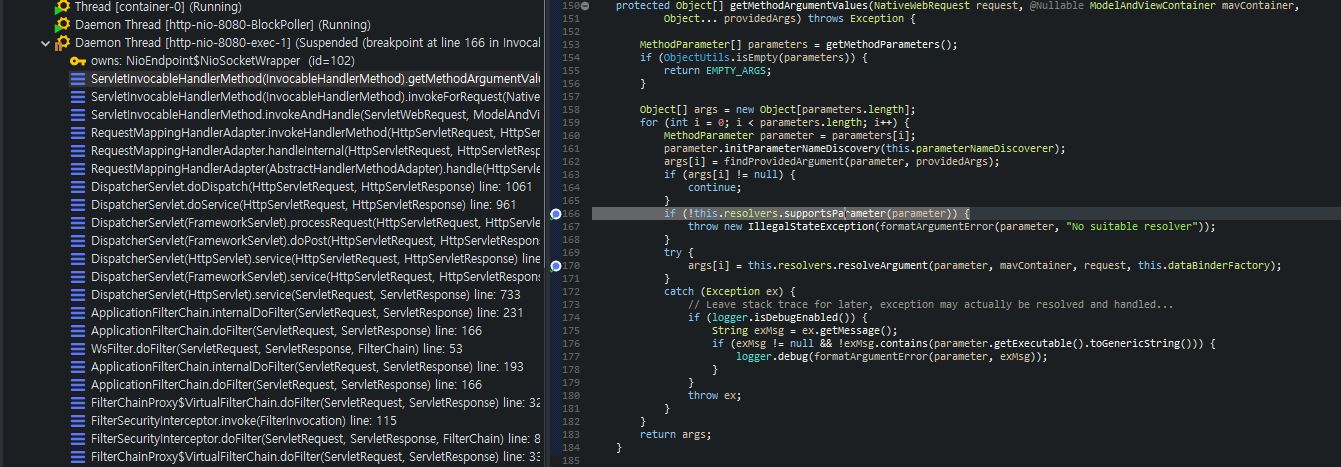 Thread [container-0] (Running)
Daemon Thread [http-nio-8080-BlockPoller] (Running)
Daemon Thread [http-nio-8080-exec-1] (Suspended (breakpoint at line 166 in Invocal
owns: NioEndpoint$NioSocketWrapper (id=102)
ServletInvocableHandlerMethod(InvocableHandlerMethod).getMethodArgumentValu
ServletInvocableHandlerMethod(InvocableHandlerMethod).invokeForRequest(Native
ServletInvocableHandlerMethod.invokeAndHandle(ServletWebRequest, ModelAndVi
RequestMappingHandlerAdapter.invokeHandlerMethod(HttpServletRequest, HttpSer
RequestMappingHandlerAdapter.handleInternal(HttpServletRequest, HttpServletResp
RequestMappingHandlerAdapter(AbstractHandlerMethodAdapter).handle(HttpServle
DispatcherServlet.doDispatch(HttpServletRequest, HttpServletResponse) line: 1061
DispatcherServlet.doService(HttpServletRequest, HttpServletResponse) line: 961
DispatcherServlet(FrameworkServlet).processRequest(HttpServletRequest, HttpServle
DispatcherServlet(FrameworkServlet).doPost(HttpServletRequest, HttpServletRespon
DispatcherServlet(HttpServlet).service(HttpServletRequest, HttpServletResponse) line
DispatcherServlet(FrameworkServlet).service(HttpServletRequest, HttpServletRespon
DispatcherServlet(HttpServlet).service(ServletRequest, ServletResponse) line: 733
ApplicationFilterChain.internalDoFilter(ServletRequest, ServletResponse) line: 231
ApplicationFilterChain.doFilter(ServletRequest, ServletResponse) line: 166
WsFilter.doFilter(ServletRequest, ServletResponse, FilterChain) line: 53
ApplicationFilterChain.internalDoFilter(ServletRequest, ServletResponse) line: 193
ApplicationFilterChain.doFilter(ServletRequest, ServletResponse) line: 166
FilterChainProxy$VirtualFilterChain.doFilter(ServletRequest, ServletResponse) line: 32
FilterSecurityInterceptor.invoke(FilterInvocation) line: 115
FilterSecurityInterceptor.doFilter(ServletRequest, ServletResponse, FilterChain) line: 8
FilterChainProxy$VirtualFilterChain.doFilter(ServletRequest, ServletResponse) line: 33
150 protected Object[] getMethodArgumentValues(NativeWebRequest request, @Nullable ModelAndViewContainer mavContainer,
151 Object... providedArgs) throws Exception {
152
153 MethodParameter[] parameters = getMethodParameters();
154 if (ObjectUtils.isEmpty(parameters)) {
155 return EMPTY_ARGS;
156 }
157
158 Object[] args = new Object[parameters.length];
159 for (int i = 0; i < parameters.length; i++) {
160 MethodParameter parameter = parameters[i];
161 parameter.initParameterNameDiscovery(this.parameterNameDiscoverer);
162 args[i] = findProvidedArgument(parameter, providedArgs);
163 if (args[i] != null) {
164 continue;
165 }
166 if (!this.resolvers.supportsParameter(parameter)) {
167 throw new IllegalStateException(formatArgumentError(parameter, "No suitable resolver"));
168 }
169 try {
170 args[i] = this.resolvers.resolveArgument(parameter, mavContainer, request, this.dataBinderFactory);
171 }
172 catch (Exception ex) {
173 // Leave stack trace for later, exception may actually be resolved and handled...
174 if (logger.isDebugEnabled()) {
175 String exMsg = ex.getMessage();
176 if (exMsg != null && !exMsg.contains(parameter.getExecutable().toGenericString())) {
177 logger.debug(formatArgumentError(parameter, exMsg));
178 }
179 }
180 throw ex;
181 }
182 }
183 return args;
184 }
185